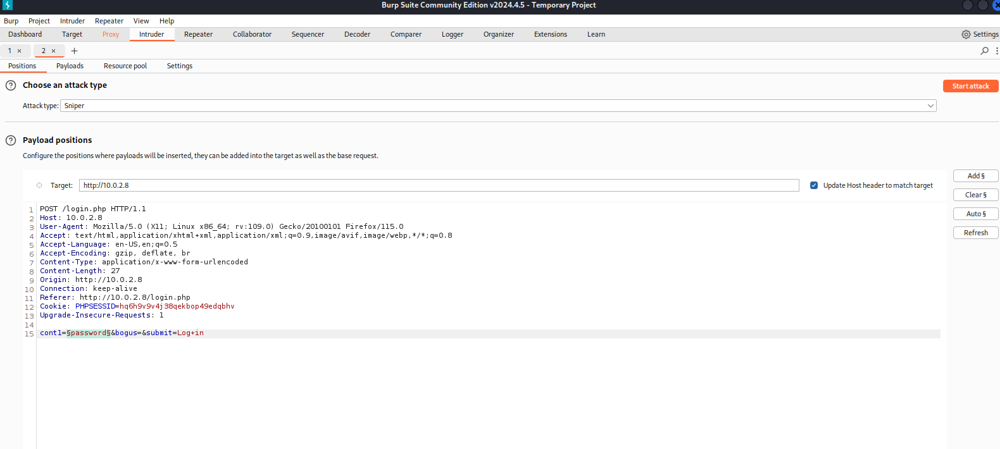 Burp Suite Community Edition v2024.4.5 - Temporary Project
Burp Project Intruder Repeater View Help
Dashboard Target Proxy Intruder Repeater Collaborator Sequencer Decoder Comparer Logger Organizer Extensions Learn Settings
1 × 2 × +
Positions Payloads Resource pool Settings
? Choose an attack type
Start attack
Attack type: Sniper
? Payload positions
Configure the positions where payloads will be inserted, they can be added into the target as well as the base request.
Add §
Target: http://10.0.2.8 Update Host header to match target
Clear §
Auto §
Refresh
1 POST /login.php HTTP/1.1
2 Host: 10.0.2.8
3 User-Agent: Mozilla/5.0 (X11; Linux x86_64; rv:109.0) Gecko/20100101 Firefox/115.0
4 Accept: text/html,application/xhtml+xml,application/xml;q=0.9,image/avif,image/webp,*/*;q=0.8
5 Accept-Language: en-US,en;q=0.5
6 Accept-Encoding: gzip, deflate, br
7 Content-Type: application/x-www-form-urlencoded
8 Content-Length: 27
9 Origin: http://10.0.2.8
10 Connection: keep-alive
11 Referer: http://10.0.2.8/login.php
12 Cookie: PHPSESSID=hq6h9v9v4j38qekbop49edqbhv
13 Upgrade-Insecure-Requests: 1
14
15 cont1=§password§&bogus=&submit=Log+in